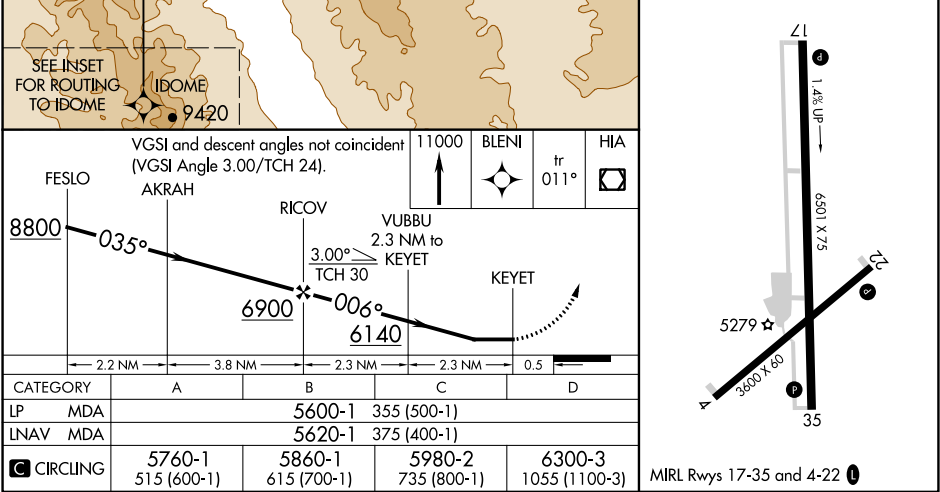 SEE INSET
FOR ROUTING
TO IDOME
IDOME
9420
VGSI and descent angles not coincident
(VGSI Angle 3.00/TCH 24).
11000
BLENI
tr
011°
HIA
FESLO
AKRAH
RICOV
VUBBU
2.3 NM to
KEYET
KEYET
8800
035°
3.00°
TCH 30
6900
006°
6140
2.2 NM
3.8 NM
2.3 NM
2.3 NM
0.5
CATEGORY A B C D
LP MDA 5600-1 355 (500-1)
LNAV MDA 5620-1 375 (400-1)
C CIRCLING 5760-1 5860-1 5980-2 6300-3
515 (600-1) 615 (700-1) 735 (800-1) 1055 (1100-3)
17
P
1.4% UP
6501 X 75
22
P
5279
3600 X 60
P
4
35
MIRL Rwys 17-35 and 4-22 L